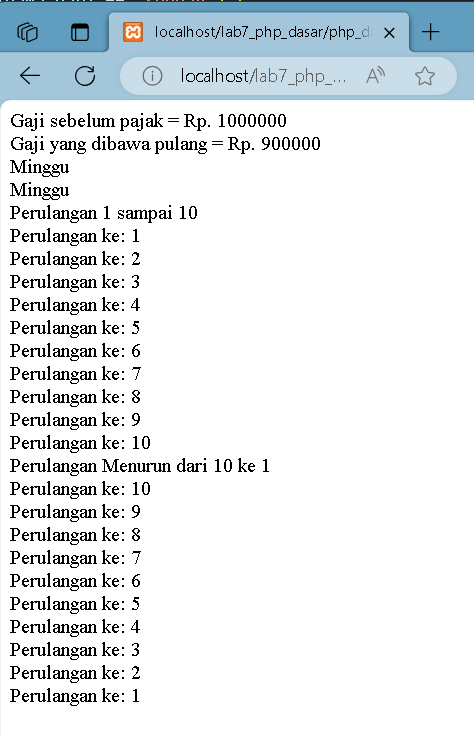 localhost/lab7_php_dasar/php_d
localhost/lab7_php_...
Gaji sebelum pajak = Rp. 1000000
Gaji yang dibawa pulang = Rp. 900000
Minggu
Minggu
Perulangan 1 sampai 10
Perulangan ke: 1
Perulangan ke: 2
Perulangan ke: 3
Perulangan ke: 4
Perulangan ke: 5
Perulangan ke: 6
Perulangan ke: 7
Perulangan ke: 8
Perulangan ke: 9
Perulangan ke: 10
Perulangan Menurun dari 10 ke 1
Perulangan ke: 10
Perulangan ke: 9
Perulangan ke: 8
Perulangan ke: 7
Perulangan ke: 6
Perulangan ke: 5
Perulangan ke: 4
Perulangan ke: 3
Perulangan ke: 2
Perulangan ke: 1